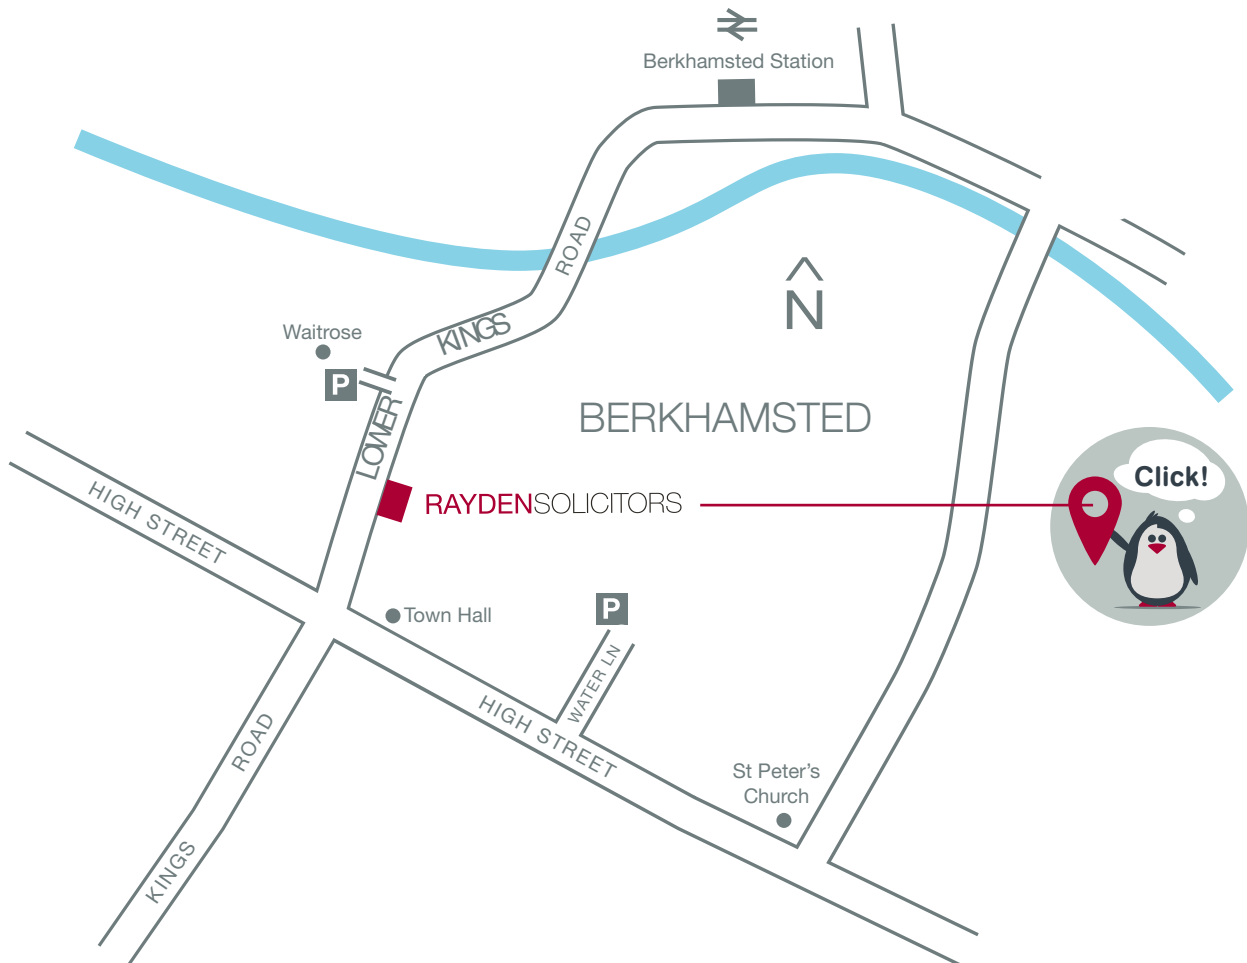 Berkhamsted Station
ROAD
KINGS
N
Waitrose
P
LOWER
BERKHAMSTED
Click!
HIGH STREET
RAYDENSOLICITORS
Town Hall
P
WATER LN
HIGH STREET
ROAD
St Peter’s
Church
KINGS